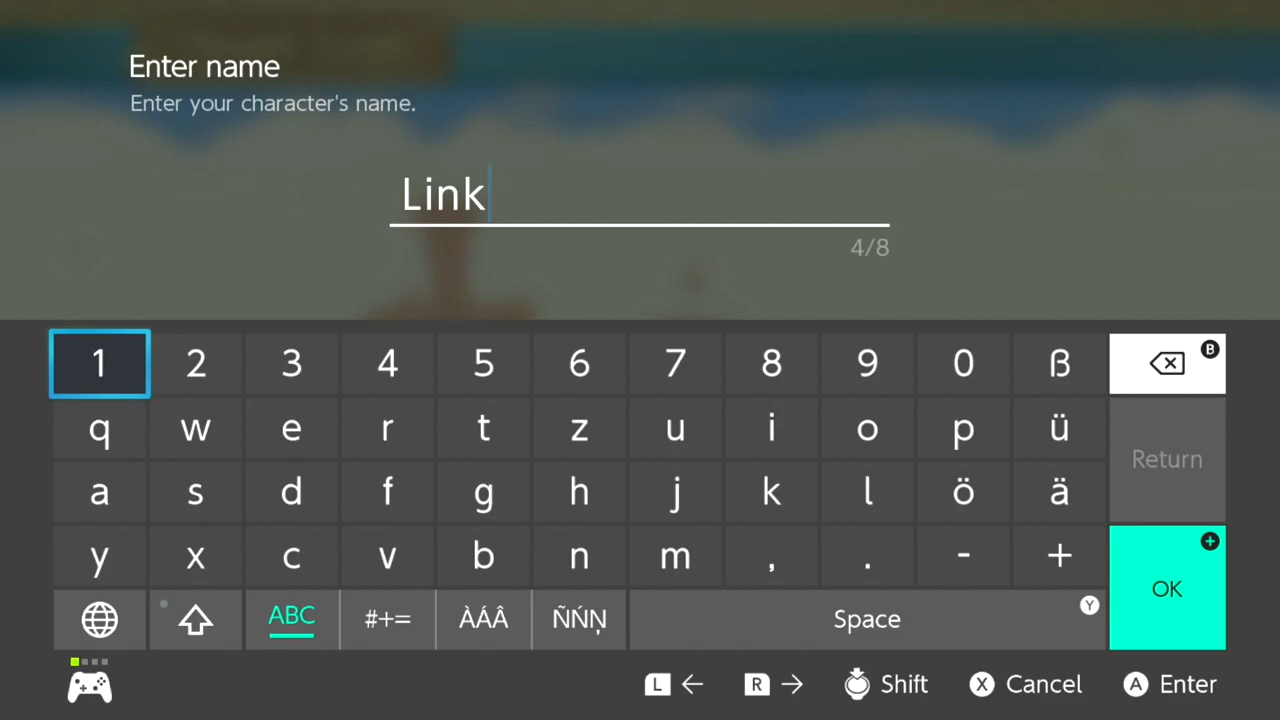 Enter name
Enter your character's name.
Link
4/8
1 2 3 4 5 6 7 8 9 0 ß B
q w e r t z u i o p ü
Return
a s d f g h j k l ö ä
y x c v b n m , . - +
+
OK
ABC #+= ÀÁÂ ÑŃŅ Space Y
L ← R → Shift X Cancel A Enter